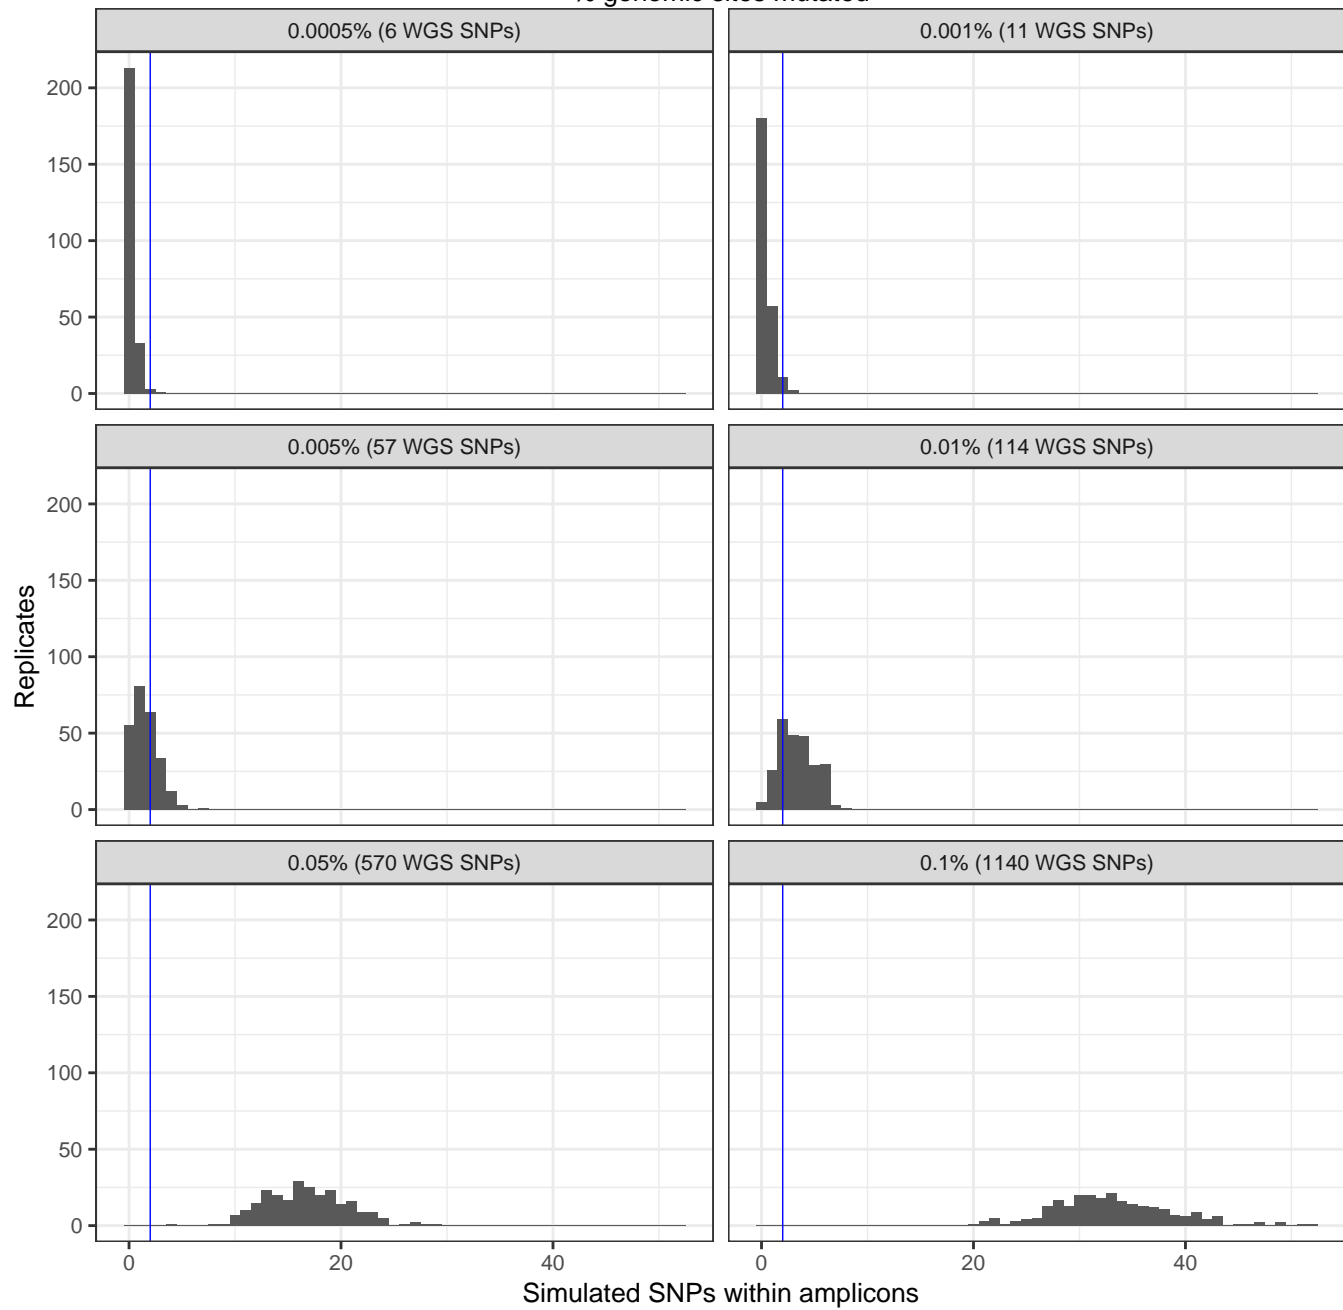 % genomic sites mutated
0.0005% (6 WGS SNPs)
0.001% (11 WGS SNPs)
200
150
100
50
0
0.005% (57 WGS SNPs)
0.01% (114 WGS SNPs)
200
150
100
50
0
Replicates
0.05% (570 WGS SNPs)
0.1% (1140 WGS SNPs)
200
150
100
50
0
0 20 40
0 20 40
Simulated SNPs within amplicons